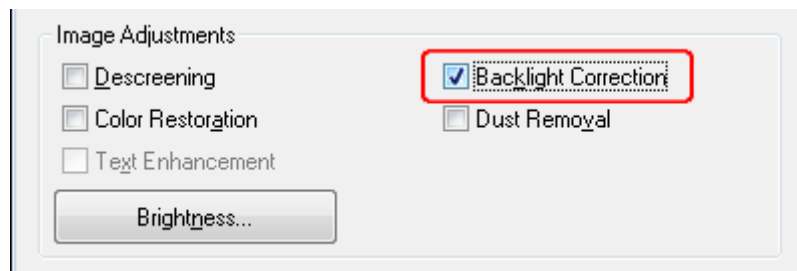 Image Adjustments
Descreening
Backlight Correction
Color Restoration
Dust Removal
Text Enhancement
Brightness...